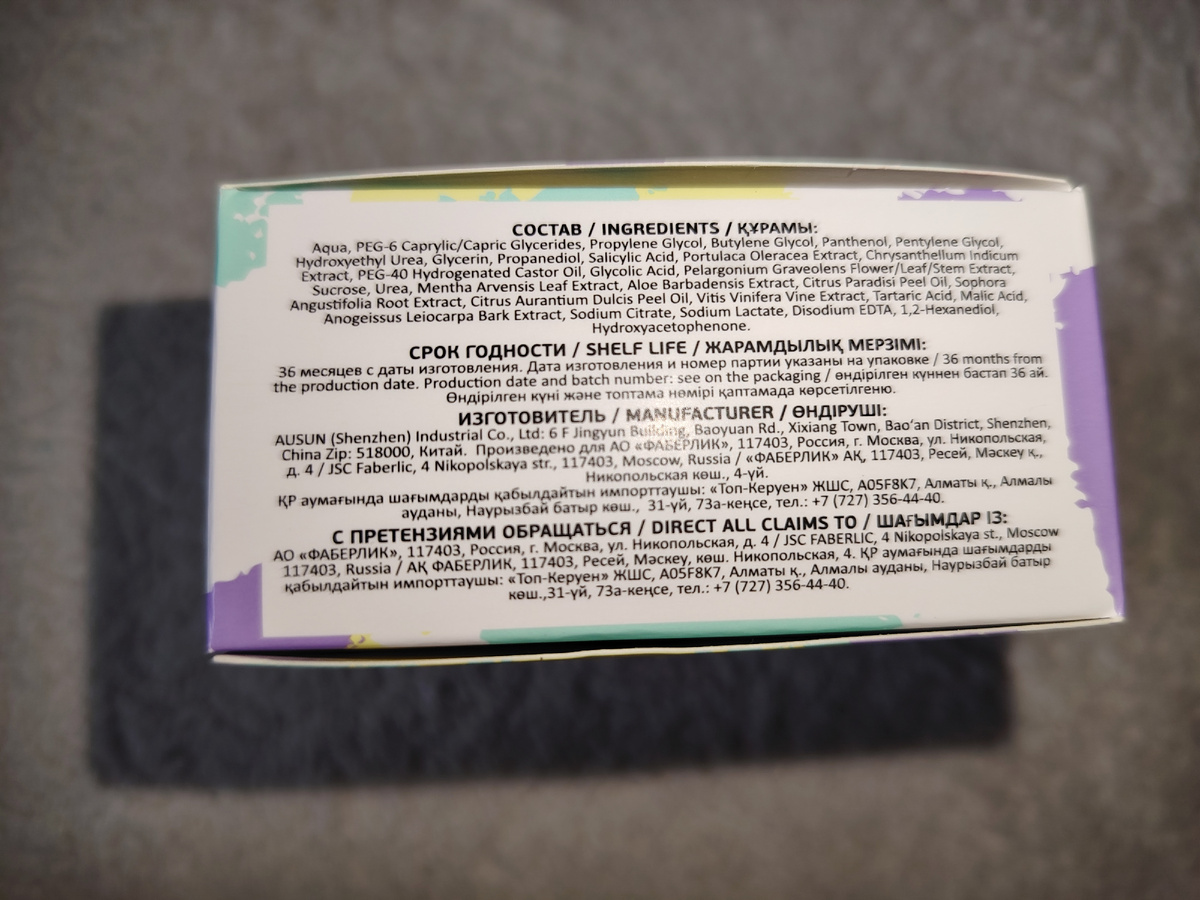 СОСТАВ / INGREDIENTS / ҚҰРАМЫ:
Aqua, PEG-6 Caprylic/Capric Glycerides, Propylene Glycol, Butylene Glycol, Panthenol, Pentylene Glycol,
Hydroxyethyl Urea, Glycerin, Propanediol, Salicylic Acid, Portulaca Oleracea Extract, Chrysanthellum Indicum
Extract, PEG-40 Hydrogenated Castor Oil, Glycolic Acid, Pelargonium Graveolens Flower/Leaf/Stem Extract,
Sucrose, Urea, Mentha Arvensis Leaf Extract, Aloe Barbadensis Extract, Citrus Paradisi Peel Oil, Sophora
Angustifolia Root Extract, Citrus Aurantium Dulcis Peel Oil, Vitis Vinifera Vine Extract, Tartaric Acid, Malic Acid,
Anogeissus Leiocarpa Bark Extract, Sodium Citrate, Sodium Lactate, Disodium EDTA, 1,2-Hexanediol,
Hydroxyacetophenone.
СРОК ГОДНОСТИ / SHELF LIFE / ЖАРАМДЫЛЫҚ МЕРЗІМІ:
36 месяцев с даты изготовления. Дата изготовления и номер партии указаны на упаковке / 36 months from
the production date. Production date and batch number: see on the packaging / өндірілген күннен бастап 36 ай.
Өндірілген күні және топтама нөмірі қаптамада көрсетілгеню.
ИЗГОТОВИТЕЛЬ / MANUFACTURER / ӨНДІРУШІ:
AUSUN (Shenzhen) Industrial Co., Ltd: 6 F Jingyun Building, Baoyuan Rd., Xixiang Town, Bao’an District, Shenzhen,
China Zip: 518000, Китай. Произведено для АО «ФАБЕРЛИК», 117403, Россия, г. Москва, ул. Никопольская,
д. 4 / JSC Faberlic, 4 Nikopolskaya str., 117403, Moscow, Russia / «ФАБЕРЛИК» АҚ, 117403, Ресей, Мәскеу қ.,
Никопольская көш., 4-үй.
ҚР аумағында шағымдарды қабылдайтын импорттаушы: «Топ-Керуен» ЖШС, A05F8K7, Алматы қ., Алмалы
ауданы, Наурызбай батыр көш., 31-үй, 73а-кеңсе, тел.: +7 (727) 356-44-40.
С ПРЕТЕНЗИЯМИ ОБРАЩАТЬСЯ / DIRECT ALL CLAIMS TO / ШАҒЫМДАР ІЗ:
АО «ФАБЕРЛИК», 117403, Россия, г. Москва, ул. Никопольская, д. 4 / JSC FABERLIC, 4 Nikopolskaya st., Moscow
117403, Russia / АҚ ФАБЕРЛИК, 117403, Ресей, Мәскеу, көш. Никопольская, 4. ҚР аумағында шағымдарды
қабылдайтын импорттаушы: «Топ-Керуен» ЖШС, A05F8K7, Алматы қ., Алмалы ауданы, Наурызбай батыр
көш.,31-үй, 73а-кеңсе, тел.: +7 (727) 356-44-40.